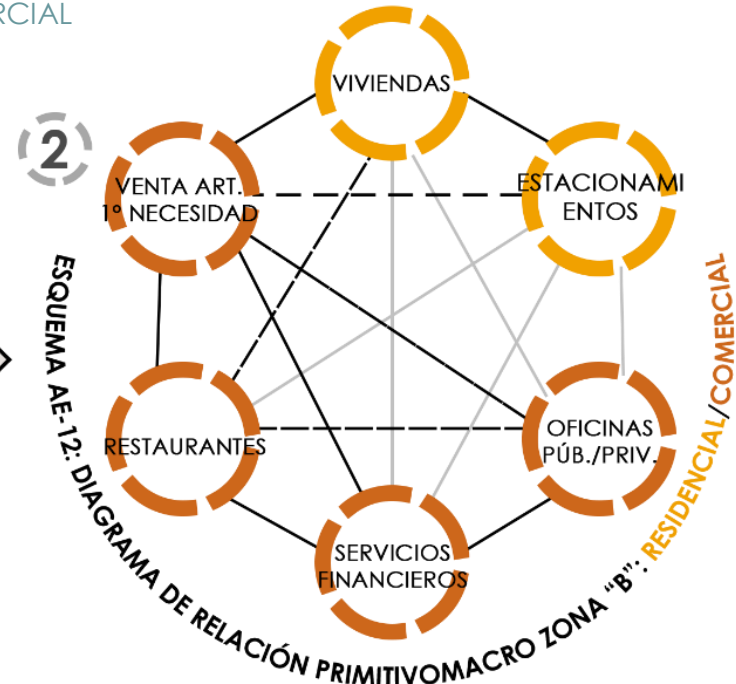 RCIAL
2
VIVIENDAS
VENTA ART.
1º NECESIDAD
ESTACIONAMI
ENTOS
RESTAURANTES
OFICINAS
PÚB./PRIV.
SERVICIOS
FINANCIEROS
ESQUEMA AE-12: DIAGRAMA DE RELACIÓN PRIMITIVOMACRO ZONA "B": RESIDENCIAL/COMERCIAL